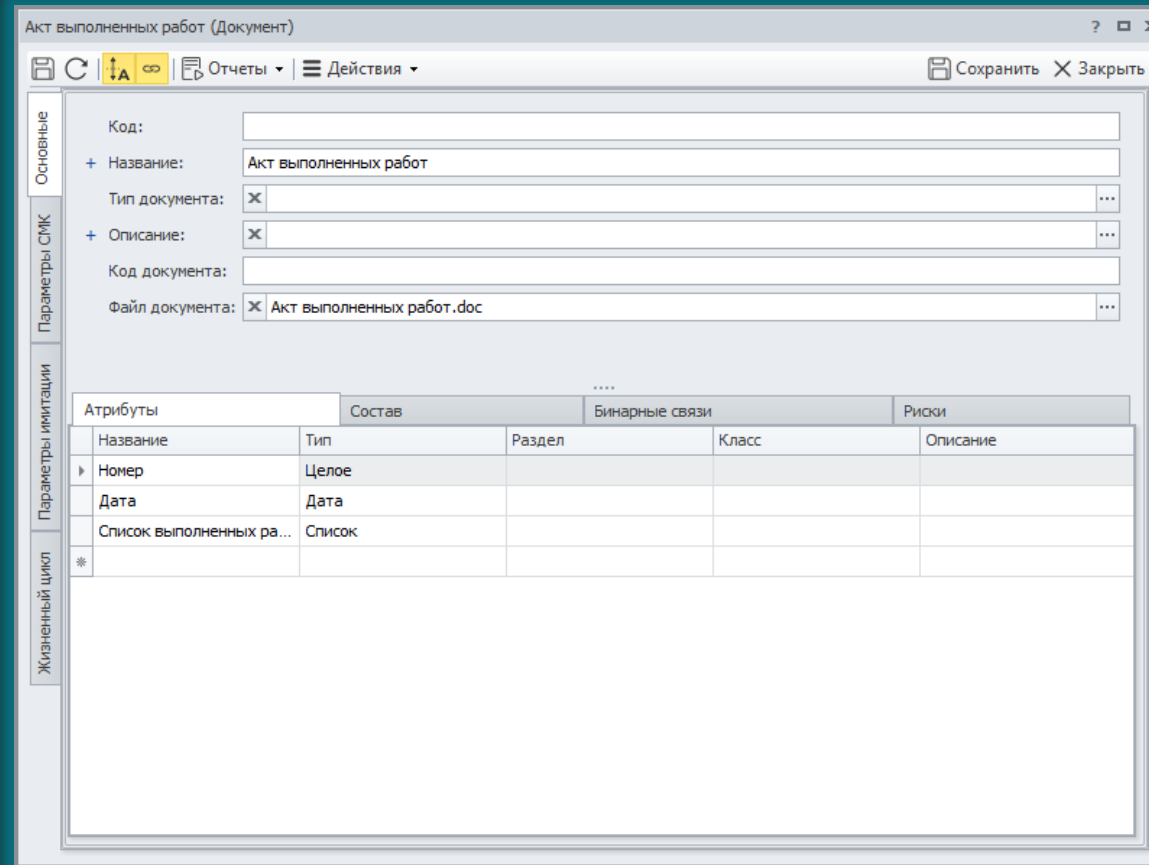 Акт выполненных работ (Документ)
Отчеты Действия Сохранить Закрыть
Основные
Параметры СМК
Параметры имитации
Жизненный цикл
Код:
+ Название: Акт выполненных работ
Тип документа:
+ Описание:
Код документа:
Файл документа: Акт выполненных работ.doc
Атрибуты Состав Бинарные связи Риски
Название Тип Раздел Класс Описание
Номер Целое
Дата Дата
Список выполненных ра... Список